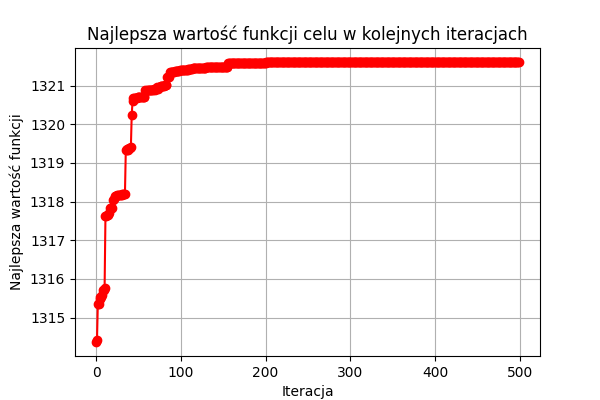 Najlepsza wartość funkcji celu w kolejnych iteracjach
Najlepsza wartość funkcji
1321
1320
1319
1318
1317
1316
1315
0 100 200 300 400 500
Iteracja